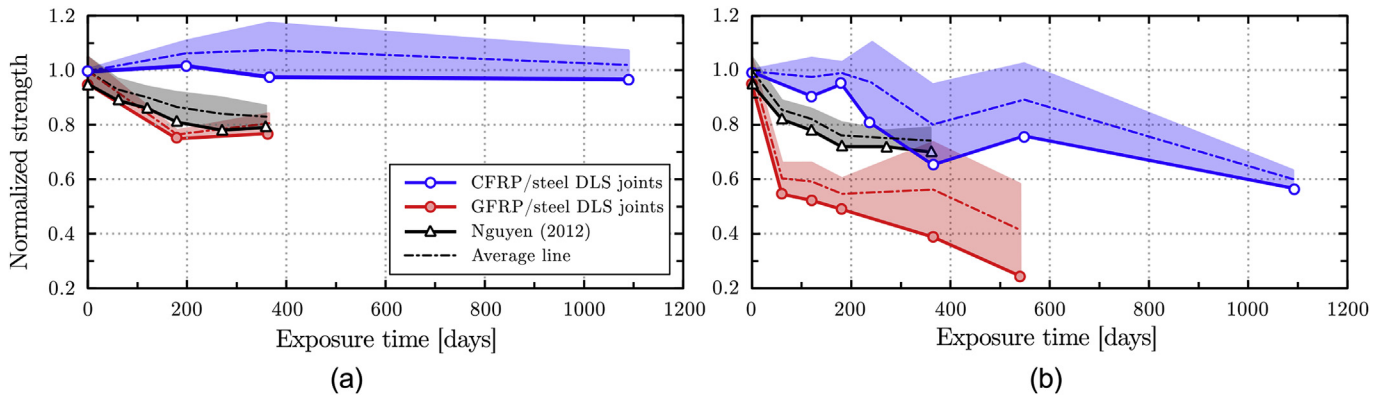 Normalized strength
1.2
1.0
0.8
0.6
0.4
0.2
0 200 400 600 800 1000 1200
Exposure time [days]
CFRP/steel DLS joints
GFRP/steel DLS joints
Nguyen (2012)
Average line
(a)
1.2
1.0
0.8
0.6
0.4
0.2
0 200 400 600 800 1000 1200
Exposure time [days]
(b)